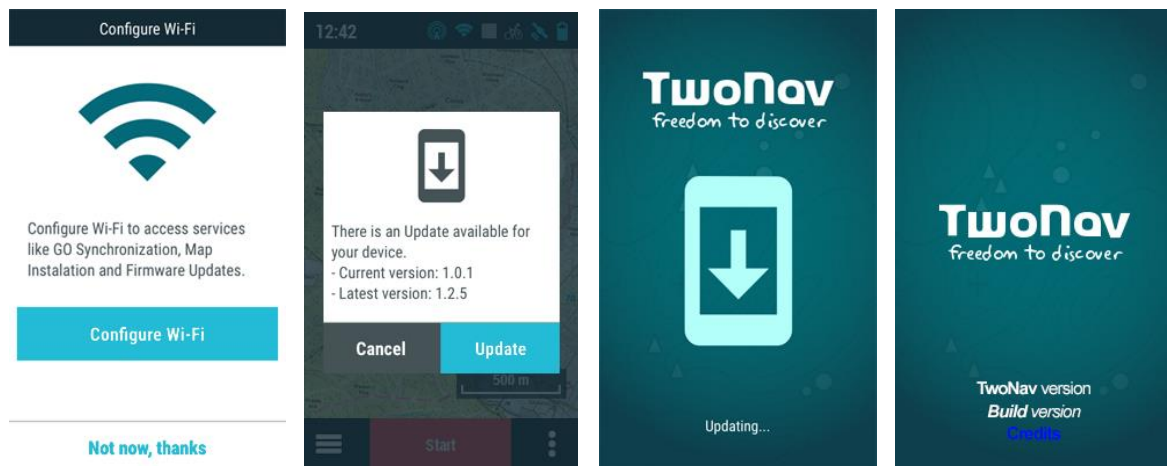 Configure Wi-Fi
Configure Wi-Fi to access services
like GO Synchronization, Map
Instalation and Firmware Updates.
Configure Wi-Fi
Not now, thanks
12:42
There is an Update available for
your device.
- Current version: 1.0.1
- Latest version: 1.2.5
Cancel
Update
500 m
Start
TwoNav
freedom to discover
Updating...
TwoNav
freedom to discover
TwoNav version
Build version
Credits